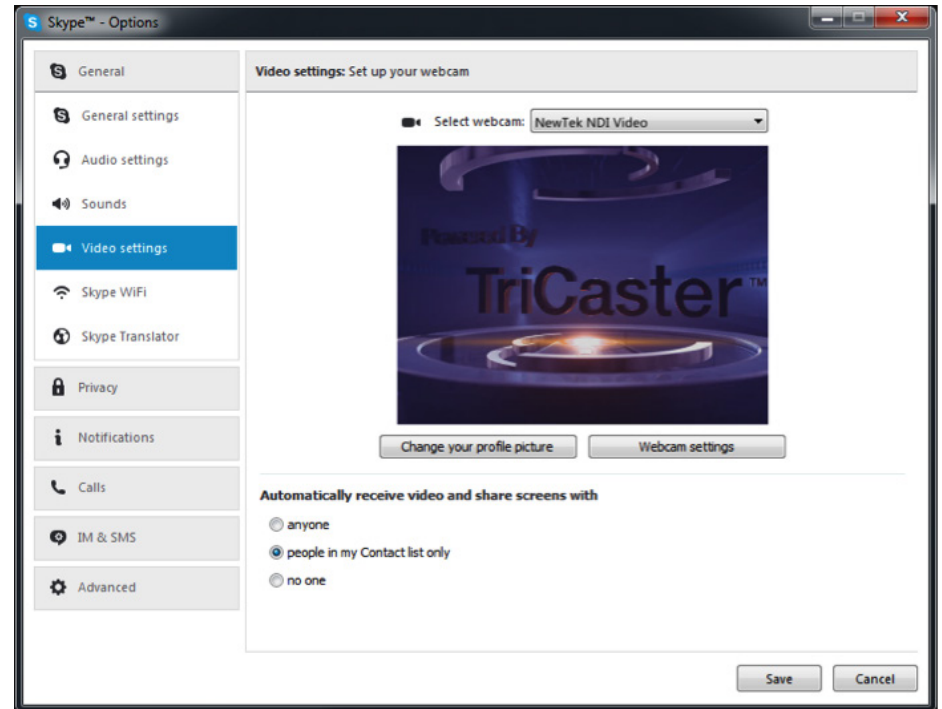 Skype™ - Options
General
General settings
Audio settings
Sounds
Video settings
Skype WiFi
Skype Translator
Privacy
Notifications
Calls
IM & SMS
Advanced
Video settings: Set up your webcam
Select webcam: NewTek NDI Video
Powered By
TriCaster™
Change your profile picture
Webcam settings
Automatically receive video and share screens with
anyone
people in my Contact list only
no one
Save
Cancel